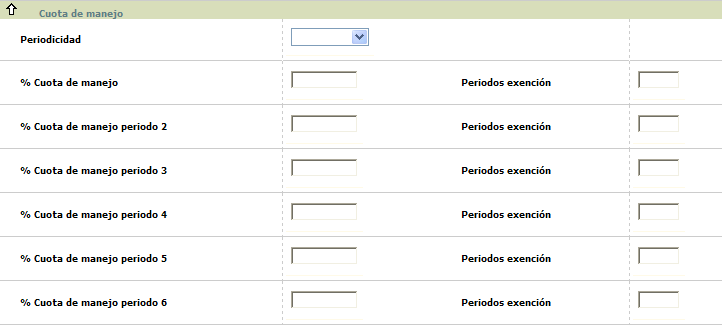 Cuota de manejo
Periodicidad
% Cuota de manejo Periodos exención
% Cuota de manejo periodo 2 Periodos exención
% Cuota de manejo periodo 3 Periodos exención
% Cuota de manejo periodo 4 Periodos exención
% Cuota de manejo periodo 5 Periodos exención
% Cuota de manejo periodo 6 Periodos exención